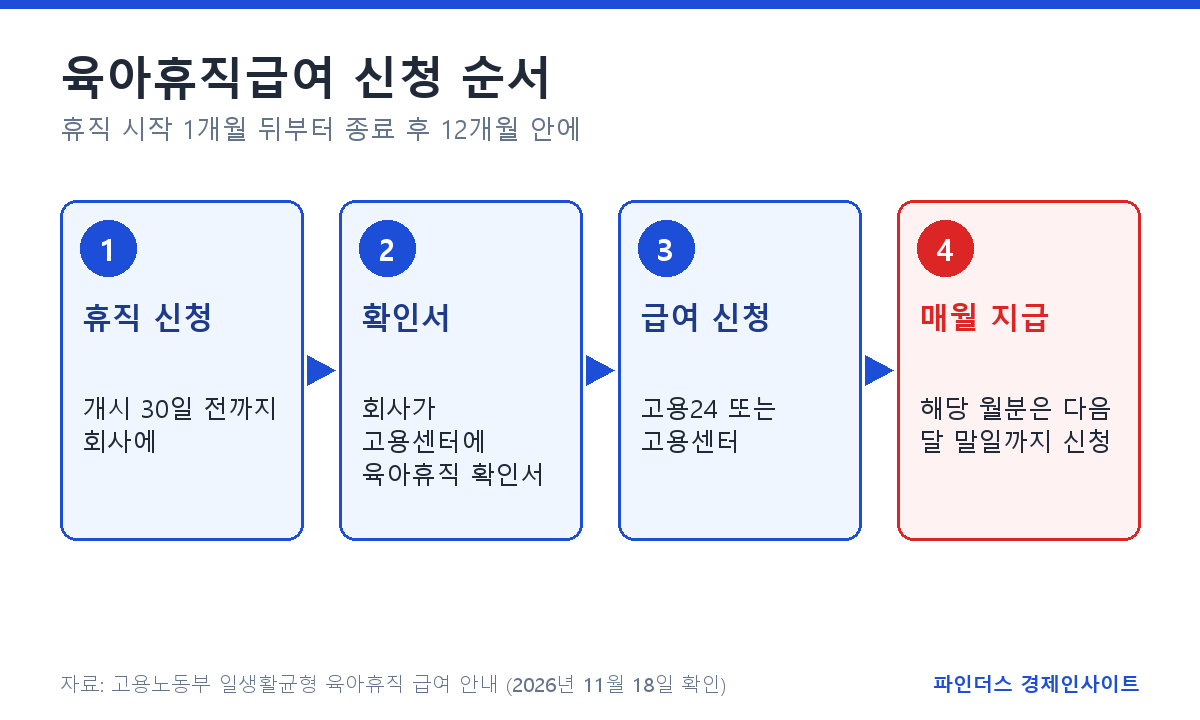 육아휴직급여 신청 순서
휴직 시작 1개월 뒤부터 종료 후 12개월 안에
1
휴직 신청
개시 30일 전까지
회사에
2
확인서
회사가
고용센터에
육아휴직 확인서
3
급여 신청
고용24 또는
고용센터
4
매월 지급
해당 월분은 다음
달 말일까지 신청
자료: 고용노동부 일생활균형 육아휴직 급여 안내 (2026년 11월 18일 확인)
파인더스 경제인사이트